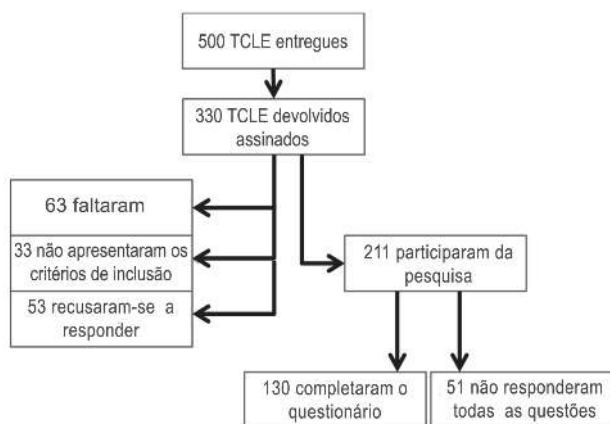 500 TCLE entregues
330 TCLE devolvidos
assinados
63 faltaram
33 não apresentaram os
critérios de inclusão
53 recusaram-se a
responder
211 participaram da
pesquisa
130 completaram o
questionário
51 não responderam
todas as questões